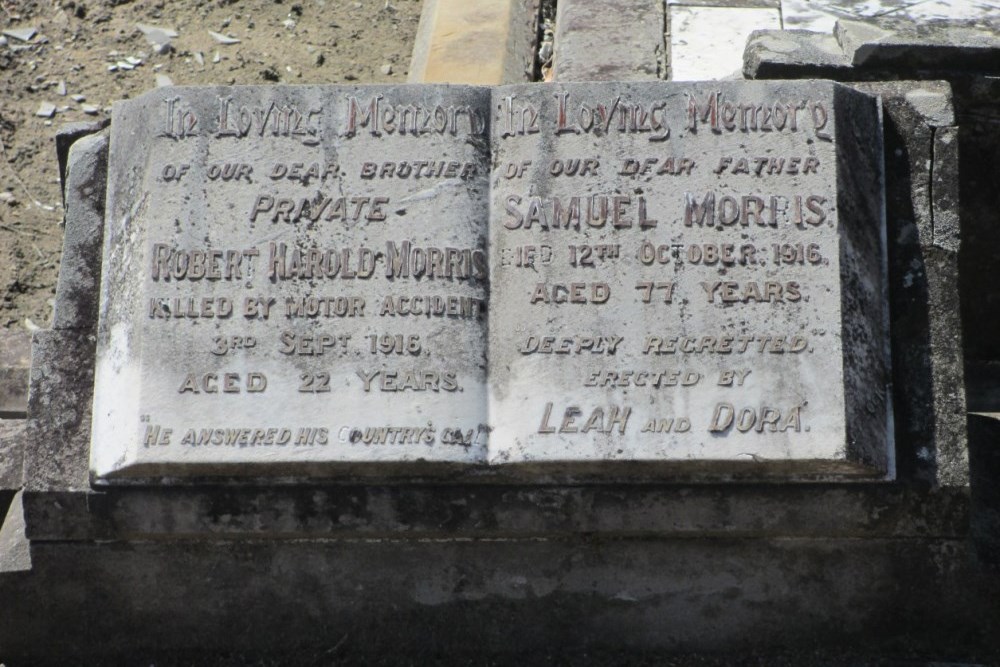 In Loving Memory
OF OUR DEAR BROTHER
PRIVATE
ROBERT HAROLD MORRIS
KILLED BY MOTOR ACCIDENT
3RD SEPT. 1916.
AGED 22 YEARS.
"HE ANSWERED HIS COUNTRY'S CALL"
In Loving Memory
OF OUR DEAR FATHER
SAMUEL MORRIS
DIED 12TH OCTOBER. 1916.
AGED 77 YEARS.
"DEEPLY REGRETTED."
ERECTED BY
LEAH AND DORA.